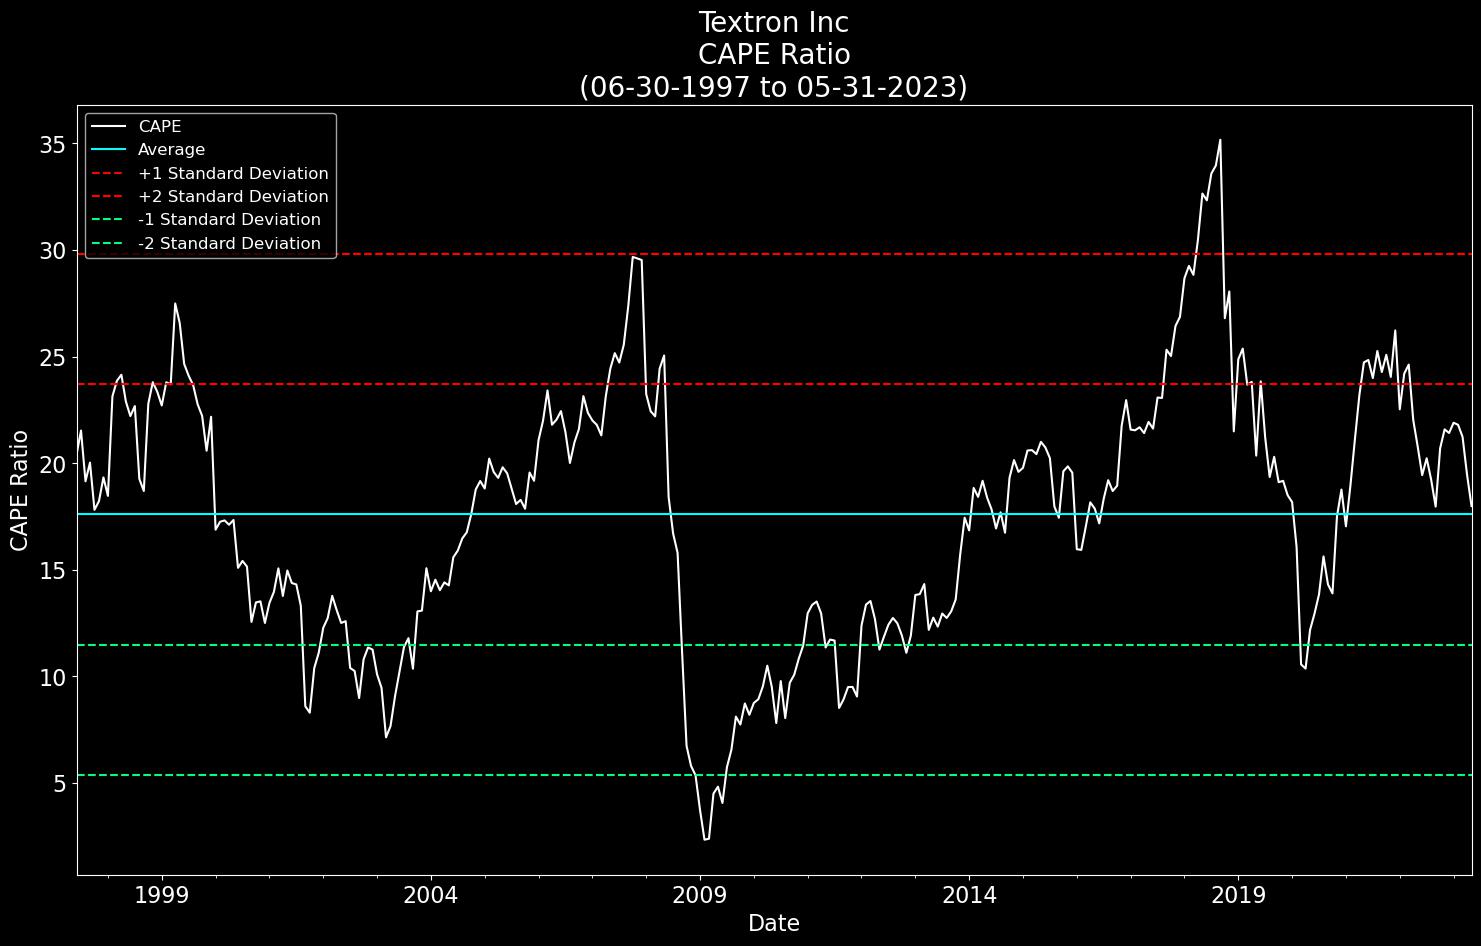 Textron Inc
CAPE Ratio
(06-30-1997 to 05-31-2023)
CAPE
Average
+1 Standard Deviation
+2 Standard Deviation
-1 Standard Deviation
-2 Standard Deviation
35
30
25
20
15
10
5
CAPE Ratio
1999 2004 2009 2014 2019
Date